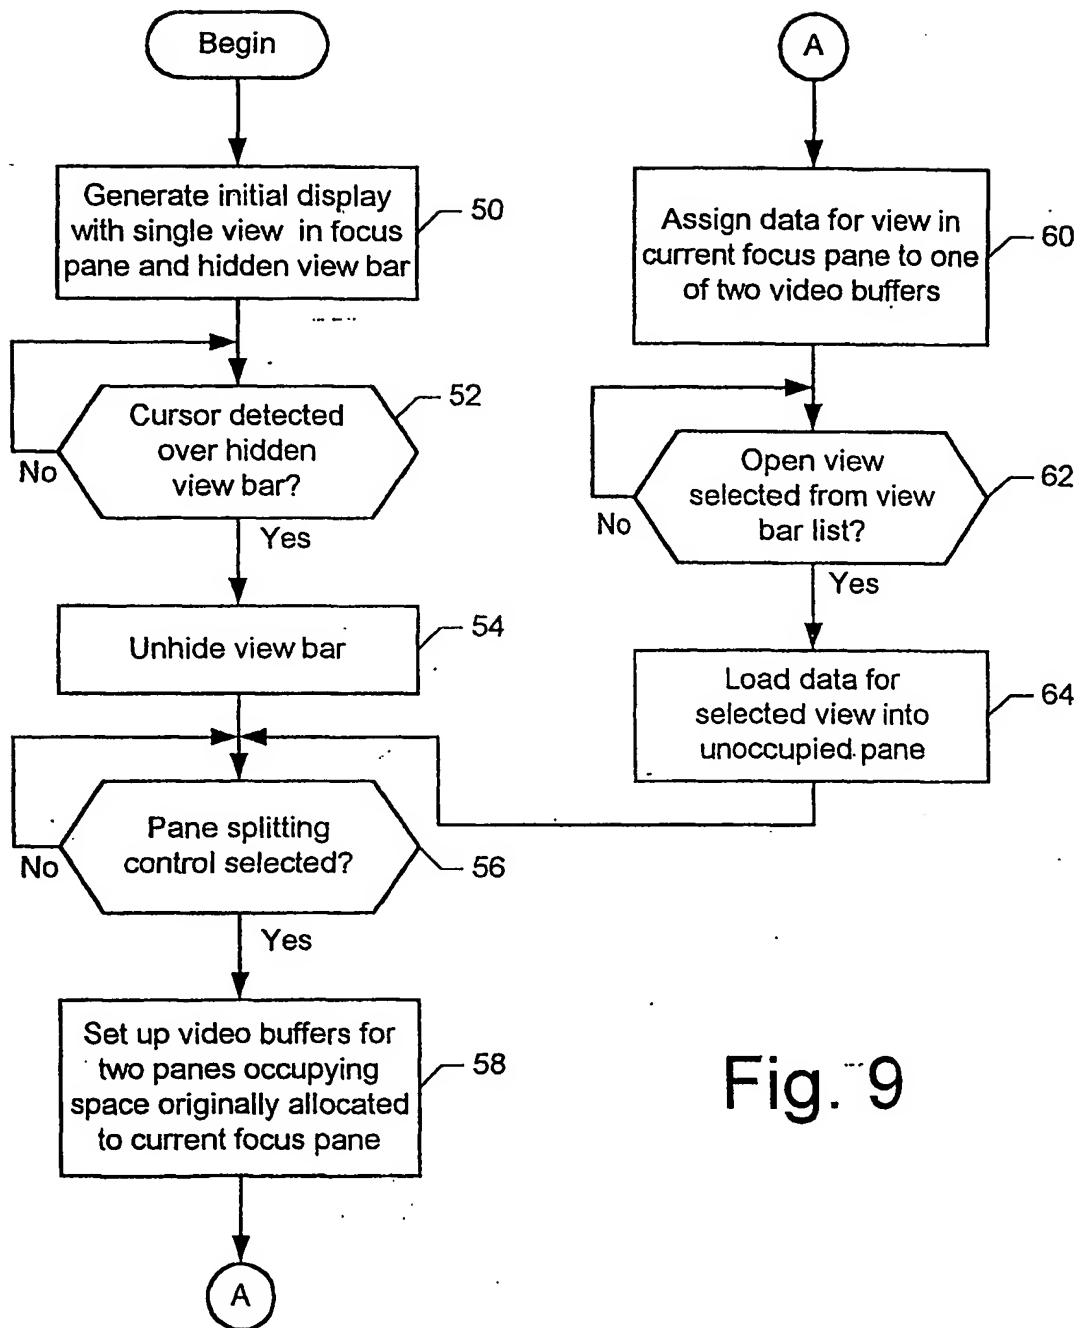 Begin
Generate initial display
with single view in focus
pane and hidden view bar
50
Cursor detected
over hidden
view bar?
52
No
Yes
Unhide view bar
54
Pane splitting
control selected?
56
No
Yes
Set up video buffers for
two panes occupying
space originally allocated
to current focus pane
58
A
A
Assign data for view in
current focus pane to one
of two video buffers
60
Open view
selected from view
bar list?
62
No
Yes
Load data for
selected view into
unoccupied pane
64
Fig. 9